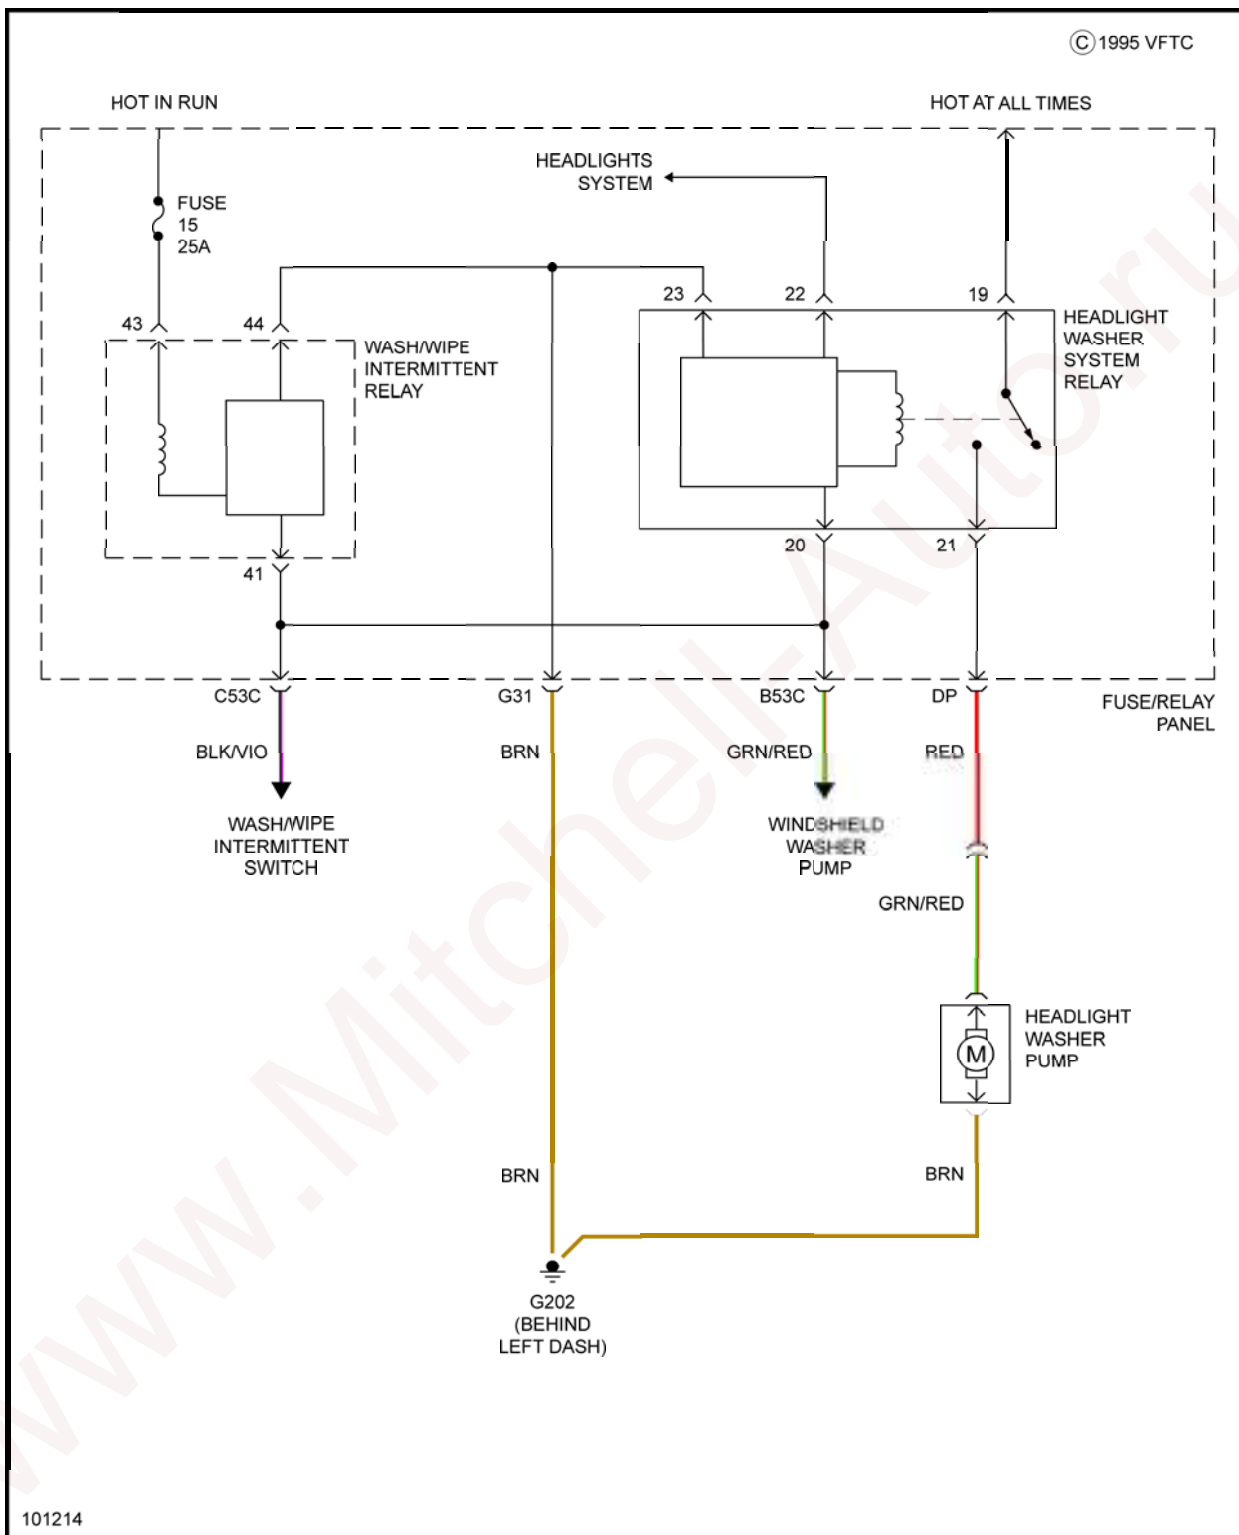 © 1995 VFTC
HOT IN RUN
HOT AT ALL TIMES
HEADLIGHTS
SYSTEM
FUSE
15
25A
43
44
23
22
19
WASH/WIPE
INTERMITTENT
RELAY
HEADLIGHT
WASHER
SYSTEM
RELAY
41
20
21
C53C
G31
B53C
DP
FUSE/RELAY
PANEL
BLK/VIO
BRN
GRN/RED
RED
WASH/WIPE
INTERMITTENT
SWITCH
WINDSHIELD
WASHER
PUMP
GRN/RED
HEADLIGHT
WASHER
PUMP
M
BRN
BRN
G202
(BEHIND
LEFT DASH)
101214
www.Mitchell-Auto.ru